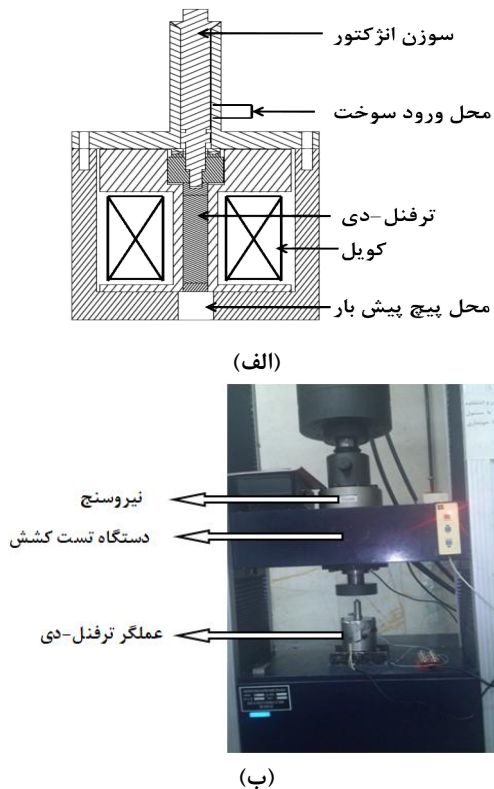 سوزن انژکتور
محل ورود سوخت
ترفنل-دی
کویل
محل پیچ پیش بار
(الف)
نیروسنج
دستگاه تست کشش
عملگر ترفنل-دی
(ب)